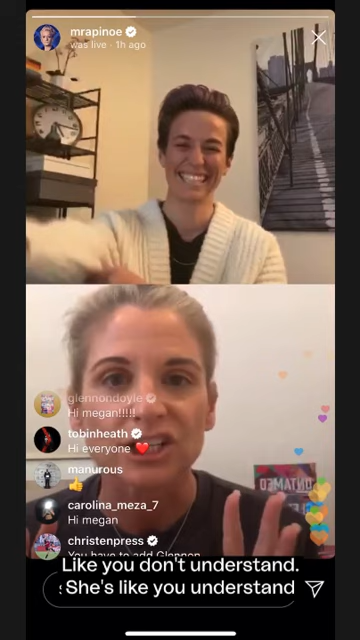 mrapinoe
was live · 1h ago
glennondoyle
Hi megan!!!!!
tobinheath
Hi everyone ❤️
manurous
👍
carolina_meza_7
Hi megan
christenpress
You have to add Glennon
UNTAMED
Like you don't understand.
She's like you understand